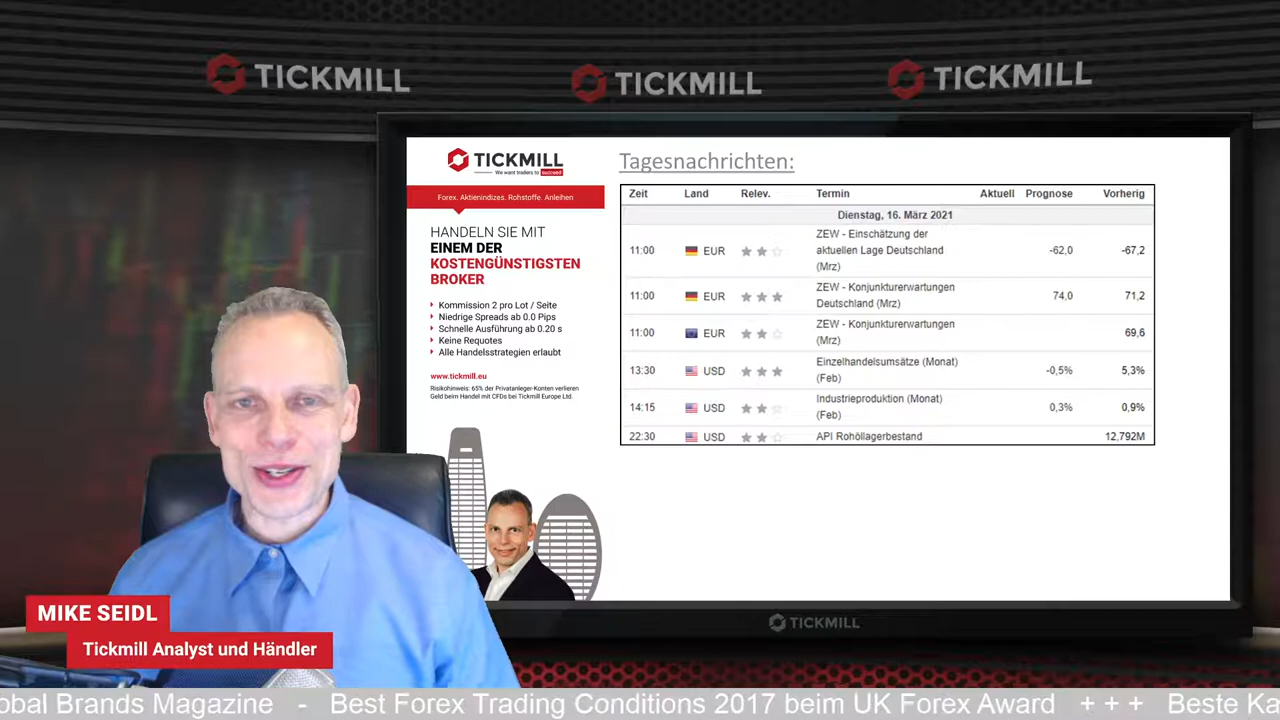 TICKMILL
TICKMILL
TICKMILL
TICKMILL
We want traders to succeed
Forex. Aktienindizes. Rohstoffe. Anleihen
HANDELN SIE MIT
EINEM DER
KOSTENGÜNSTIGSTEN
BROKER
Kommission 2 pro Lot / Seite
Niedrige Spreads ab 0.0 Pips
Schnelle Ausführung ab 0.20 s
Keine Requotes
Alle Handelsstrategien erlaubt
www.tickmill.eu
Risikohinweis: 65% der Privatanleger-Konten verlieren
Geld beim Handel mit CFDs bei Tickmill Europe Ltd.
Tagesnachrichten:
Zeit Land Relev. Termin Aktuell Prognose Vorherig
Dienstag, 16. März 2021
ZEW - Einschätzung der
11:00 EUR aktuellen Lage Deutschland -62,0 -67,2
(Mrz)
ZEW - Konjunkturerwartungen
11:00 EUR 74,0 71,2
Deutschland (Mrz)
ZEW - Konjunkturerwartungen
11:00 EUR 69,6
(Mrz)
Einzelhandelsumsätze (Monat)
13:30 USD -0,5% 5,3%
(Feb)
Industrieproduktion (Monat)
14:15 USD 0,3% 0,9%
(Feb)
22:30 USD API Rohöllagerbestand 12,792M
TICKMILL
MIKE SEIDL
Tickmill Analyst und Händler
obal Brands Magazine - Best Forex Trading Conditions 2017 beim UK Forex Award +++ Beste Ka